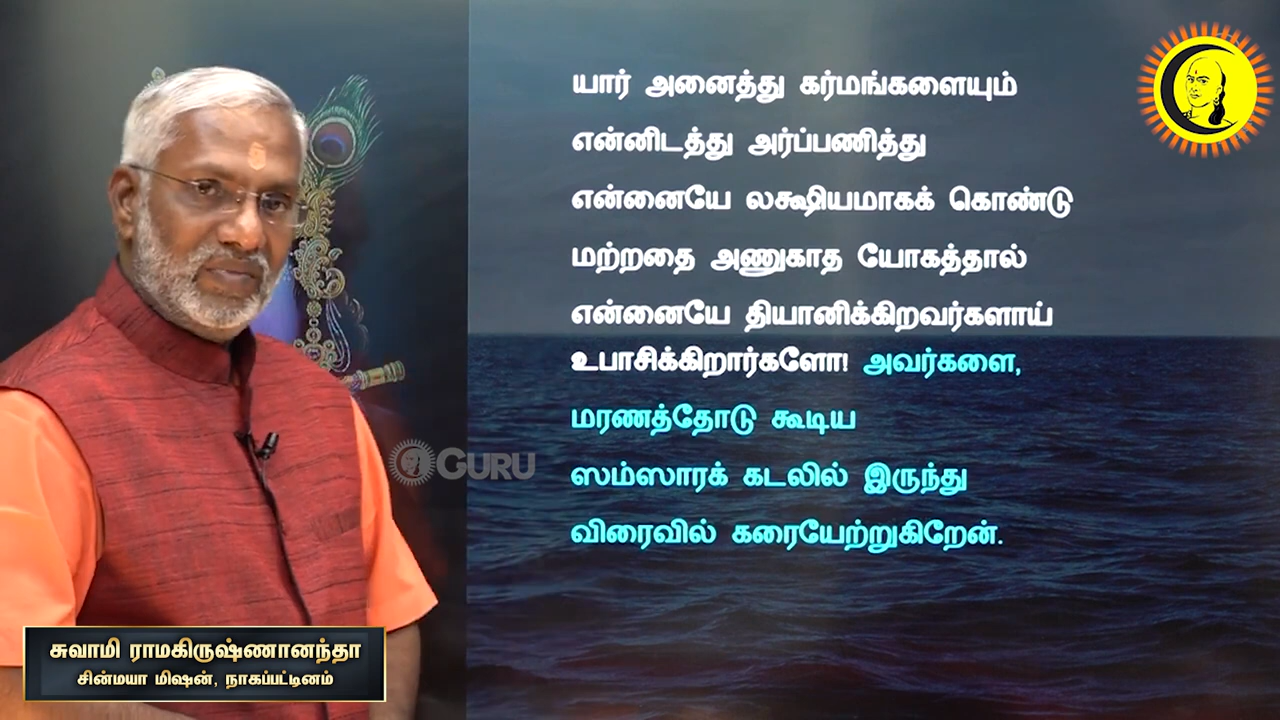 யார் அனைத்து கர்மங்களையும்
என்னிடத்து அர்ப்பணித்து
என்னையே லக்ஷியமாகக் கொண்டு
மற்றதை அணுகாத யோகத்தால்
என்னையே தியானிக்கிறவர்களாய்
உபாசிக்கிறார்களோ! அவர்களை,
மரணத்தோடு கூடிய
ஸம்ஸாரக் கடலில் இருந்து
விரைவில் கரையேற்றுகிறேன்.
GURU
சுவாமி ராமகிருஷ்ணானந்தா
சின்மயா மிஷன், நாகப்பட்டினம்